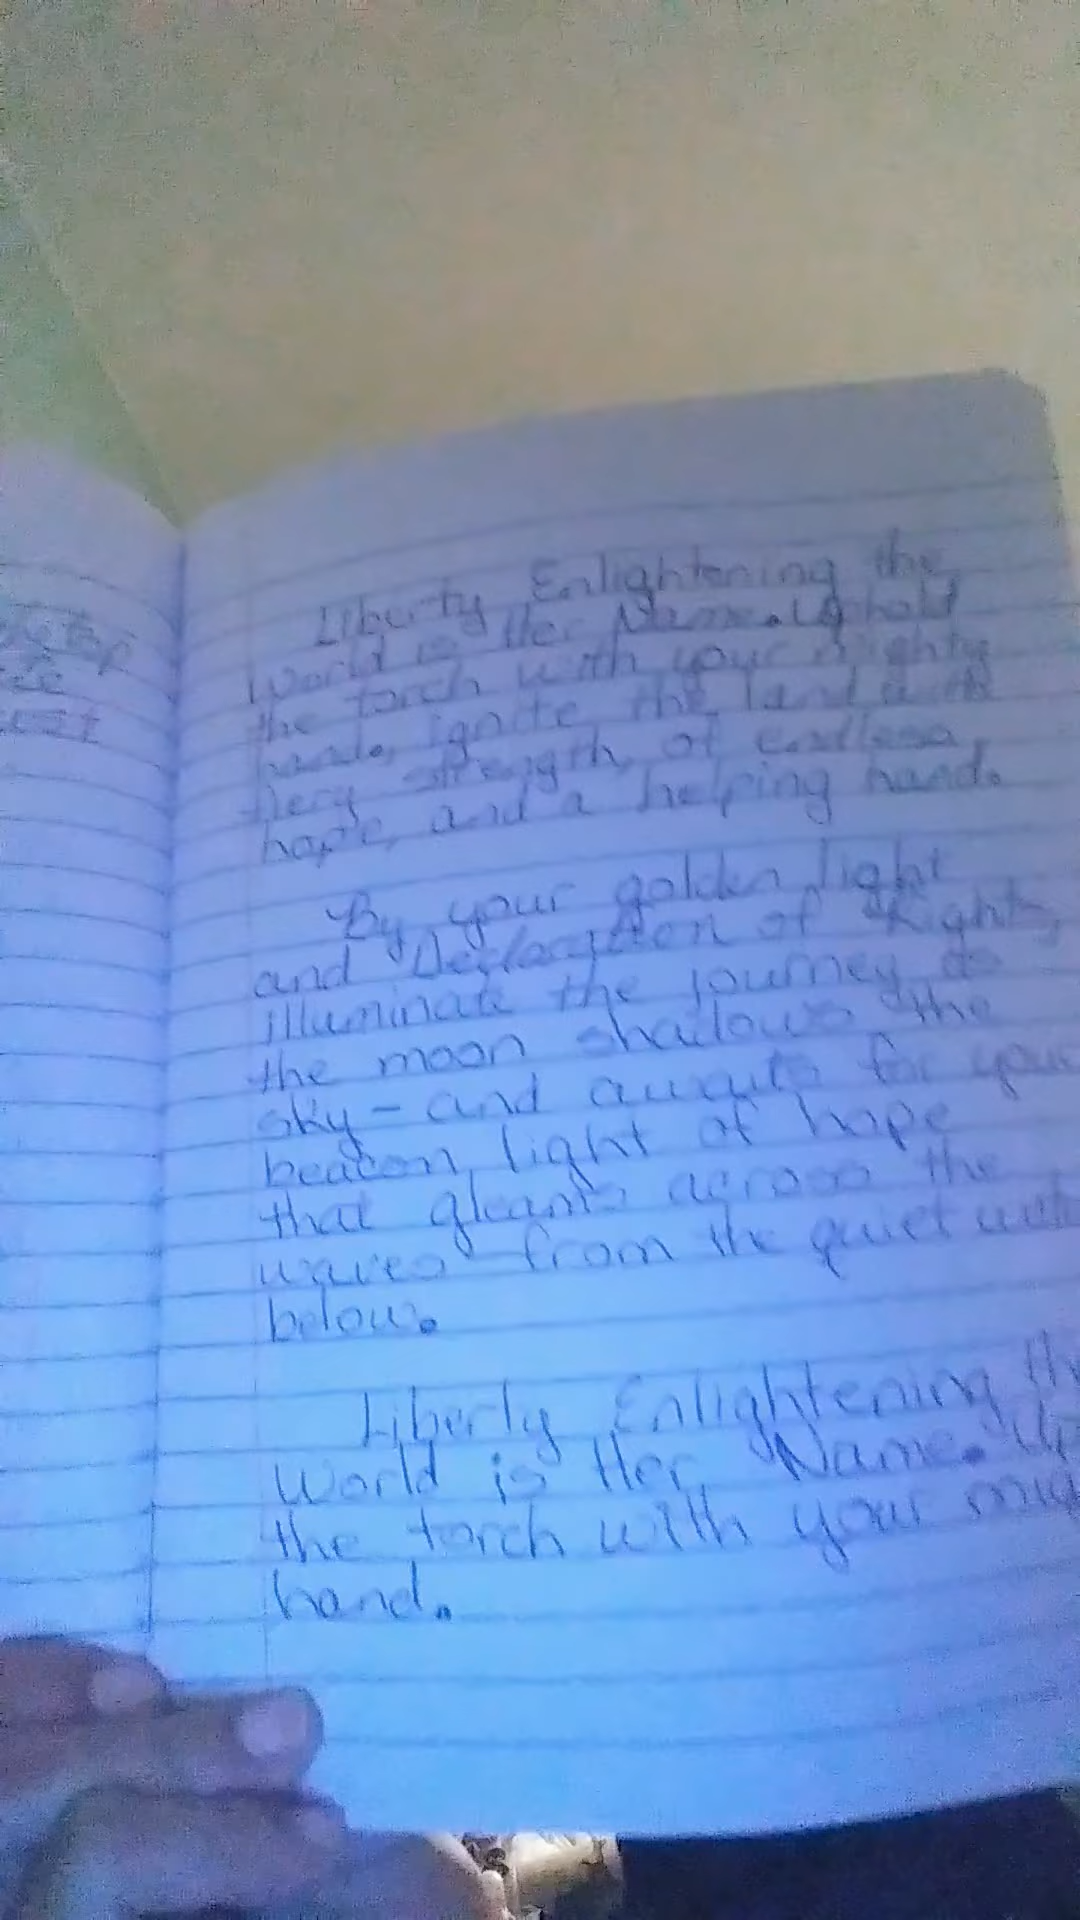 Liberty Enlightening the
World is Her Name. Uphold
the torch with your mighty
hands, ignite the land with
fiery strength, of endless,
hope, and a helping hand.
By your golden light
and Declaration of Rights,
illuminate the journey as
the moon shadows the
sky - and awaits for your
beacon light of hope
that gleams across the
waves from the quiet
below.
Liberty Enlightening
World is Her Name.
the torch with your
hand.